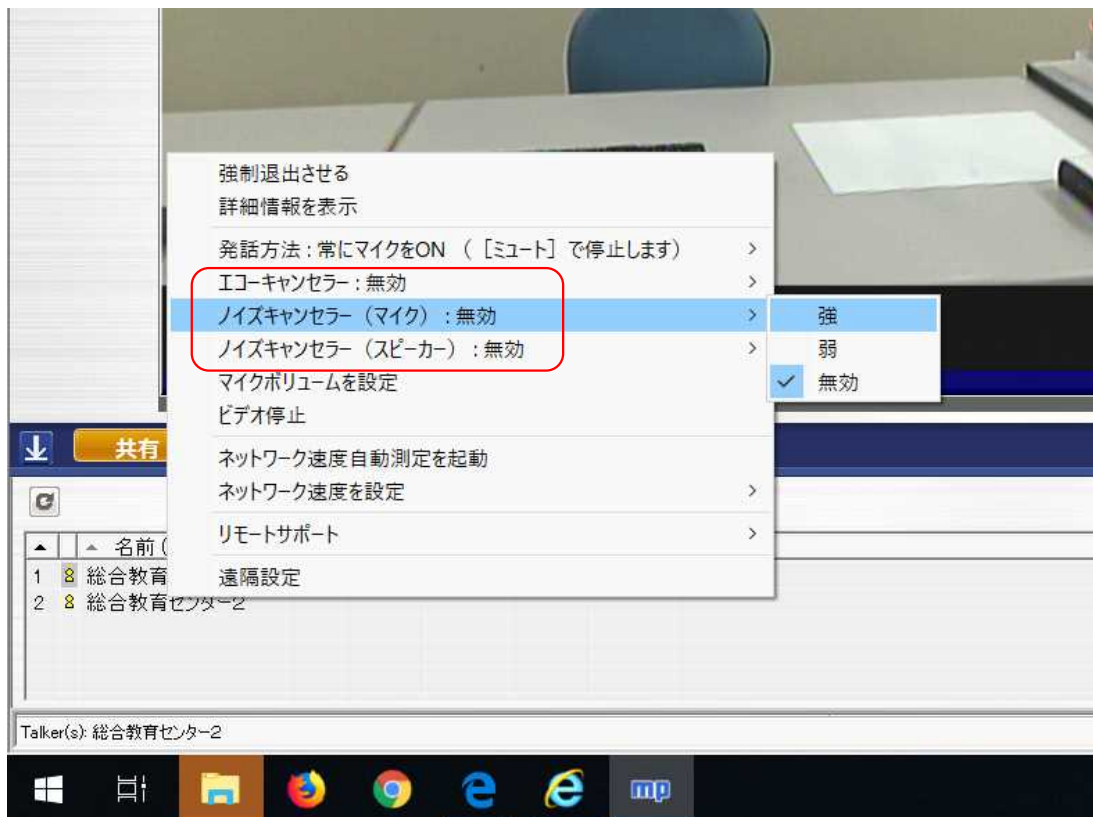 強制退出させる
詳細情報を表示
発話方法 : 常にマイクをON ( [ミュート] で停止します)
エコーキャンセラー : 無効
ノイズキャンセラー (マイク) : 無効
強
ノイズキャンセラー (スピーカー) : 無効
弱
マイクボリュームを設定
無効
ビデオ停止
共有
ネットワーク速度自動測定を起動
ネットワーク速度を設定
リモートサポート
名前 (
1 総合教育
遠隔設定
2 総合教育センター2
Talker(s): 総合教育センター2
mp